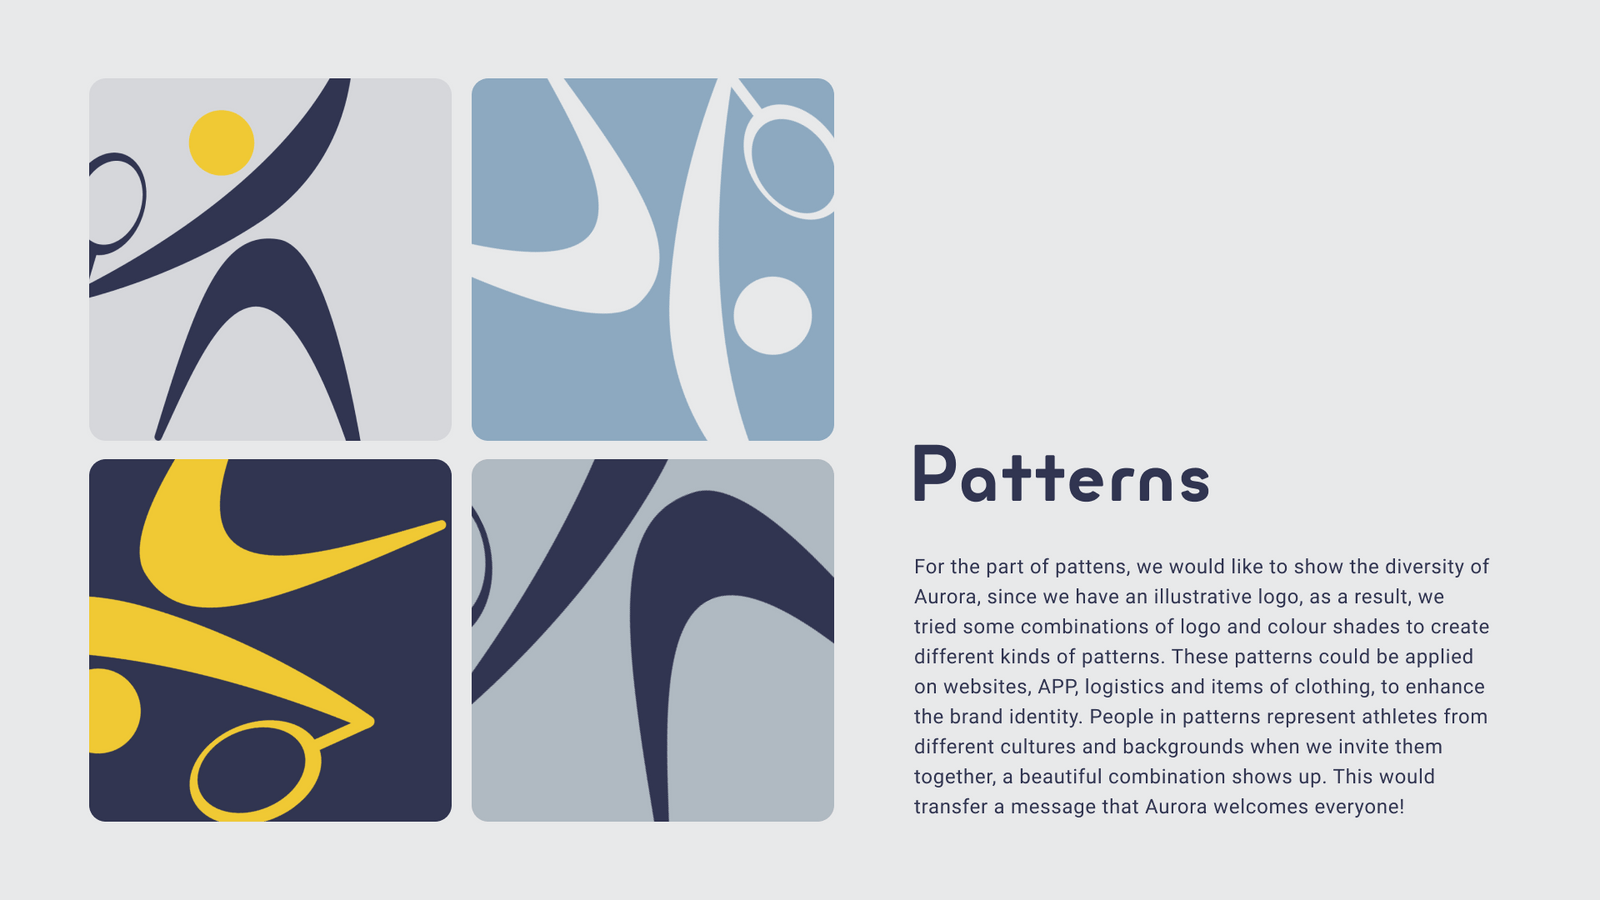 Patterns
For the part of pattens, we would like to show the diversity of
Aurora, since we have an illustrative logo, as a result, we
tried some combinations of logo and colour shades to create
different kinds of patterns. These patterns could be applied
on websites, APP, logistics and items of clothing, to enhance
the brand identity. People in patterns represent athletes from
different cultures and backgrounds when we invite them
together, a beautiful combination shows up. This would
transfer a message that Aurora welcomes everyone!